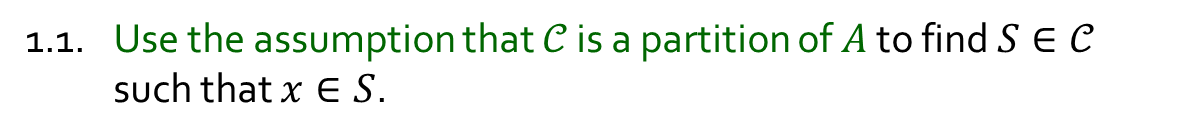 1.1. Use the assumption that 𝒞 is a partition of 𝐴 to find 𝑆 ∈ 𝒞
such that 𝑥 ∈ 𝑆.